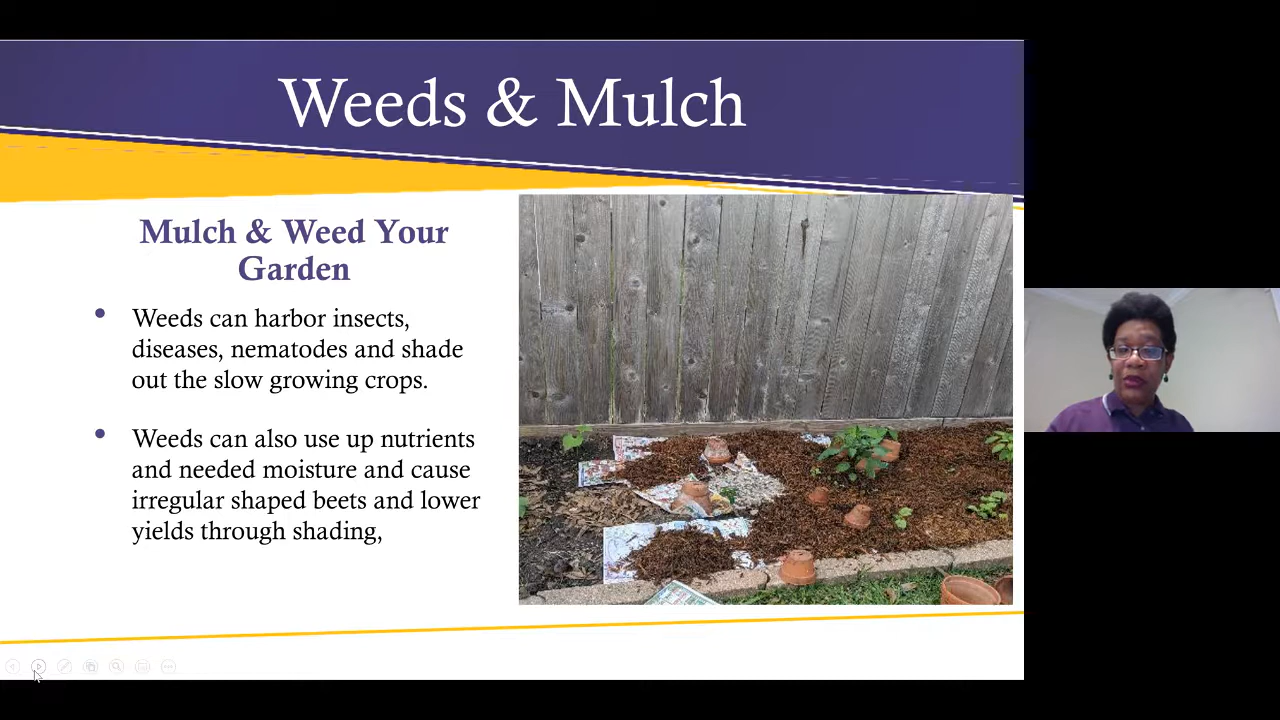 Weeds & Mulch
Mulch & Weed Your
Garden
• Weeds can harbor insects,
diseases, nematodes and shade
out the slow growing crops.
• Weeds can also use up nutrients
and needed moisture and cause
irregular shaped beets and lower
yields through shading,